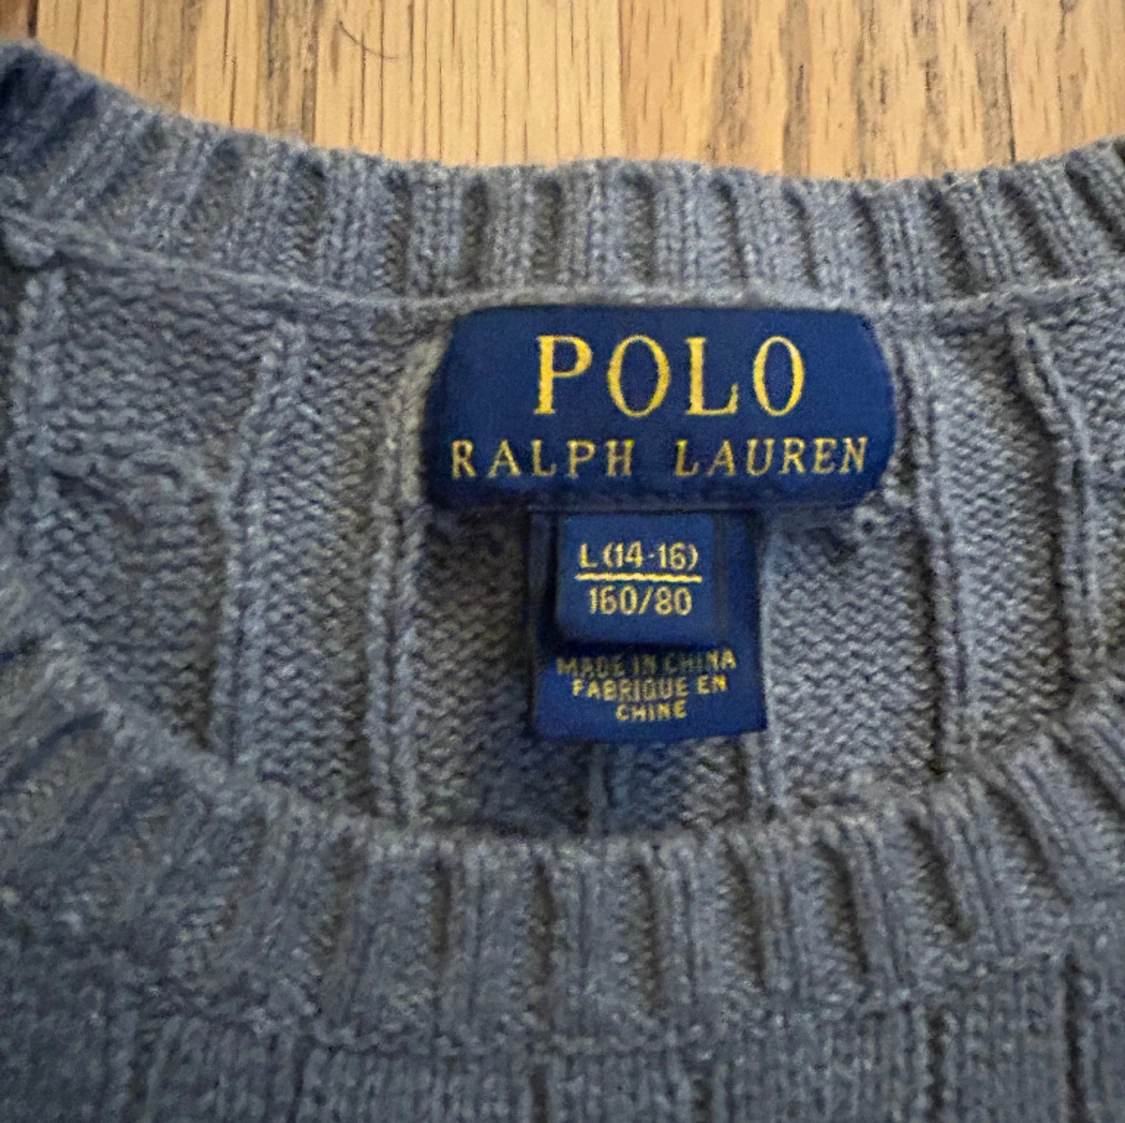 POLO
RALPH LAUREN
L (14-16)
160/80
MADE IN CHINA
FABRIQUE EN
CHINE